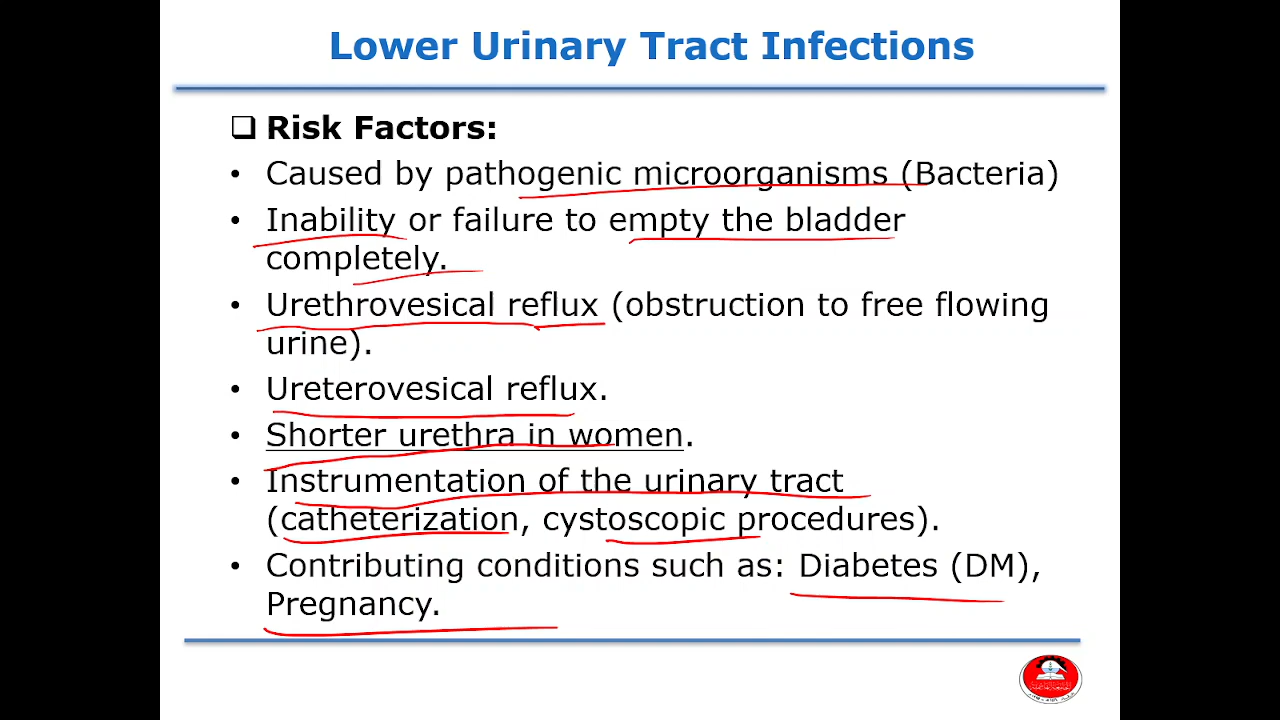 Lower Urinary Tract Infections
❑ Risk Factors:
• Caused by pathogenic microorganisms (Bacteria)
• Inability or failure to empty the bladder
completely.
• Urethrovesical reflux (obstruction to free flowing
urine).
• Ureterovesical reflux.
• Shorter urethra in women.
• Instrumentation of the urinary tract
(catheterization, cystoscopic procedures).
• Contributing conditions such as: Diabetes (DM),
Pregnancy.